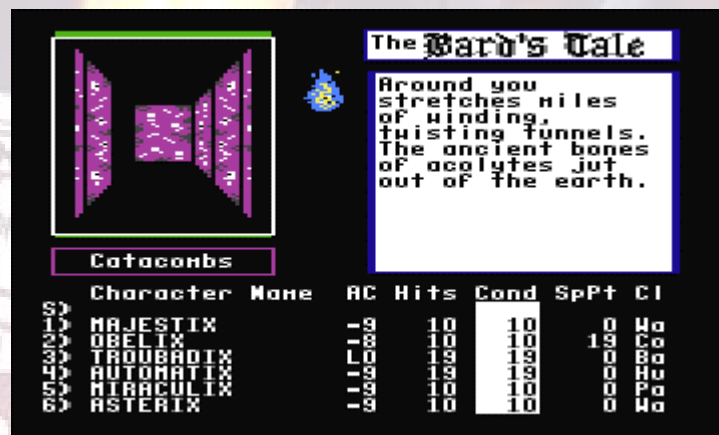 The Bard's Tale
Around you
stretches miles
of winding,
twisting tunnels.
The ancient bones
of acolytes jut
out of the earth.
Catacombs
Character Name AC Hits Cond SpPt Cl
S)
1) MAJESTIX -9 10 10 0 Wa
2) OBELIX -8 10 10 19 Co
3) TROUBADIX LO 19 19 0 Ba
4) AUTOMATIX -9 19 19 0 Hu
5) MIRACULIX -9 10 10 0 Pa
6) ASTERIX -9 10 10 0 Wa